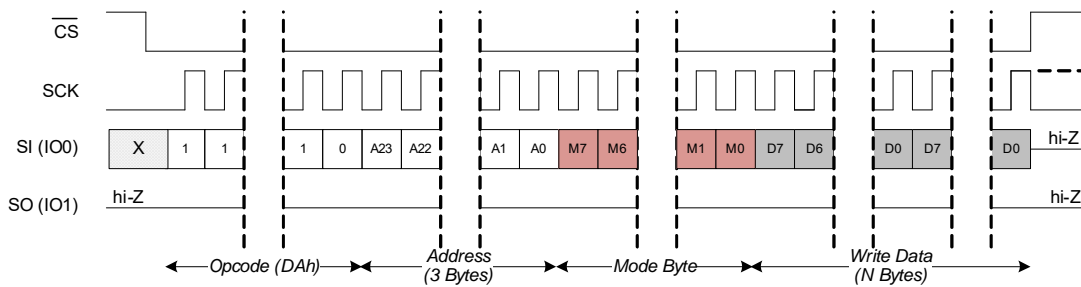 CS
SCK
SI (IO0) X 1 1 1 0 A23 A22 A1 A0 M7 M6 M1 M0 D7 D6 D0 D7 D0 hi-Z
SO (IO1) hi-Z hi-Z
Opcode (DAh) Address (3 Bytes) Mode Byte Write Data (N Bytes)